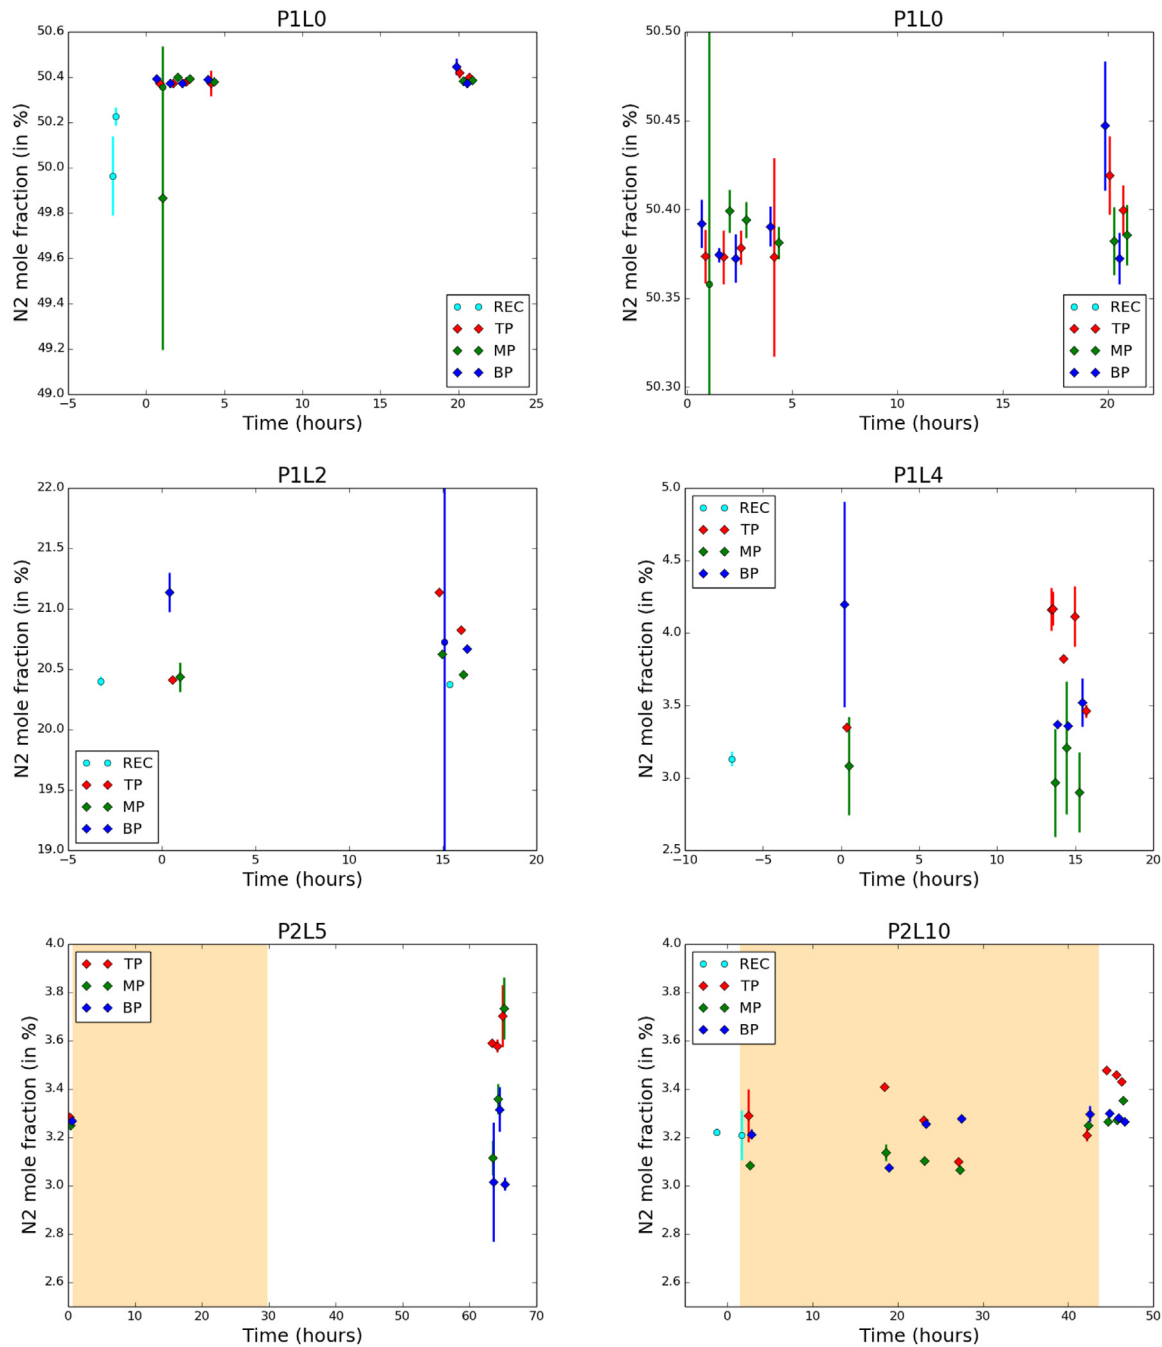 P1L0
N2 mole fraction (in %)
50.6
50.4
50.2
50.0
49.8
49.6
49.4
49.2
49.0
REC
TP
MP
BP
−5 0 5 10 15 20 25
Time (hours)
P1L0
N2 mole fraction (in %)
50.50
50.45
50.40
50.35
50.30
REC
TP
MP
BP
0 5 10 15 20
Time (hours)
P1L2
N2 mole fraction (in %)
22.0
21.5
21.0
20.5
20.0
19.5
19.0
REC
TP
MP
BP
−5 0 5 10 15 20
Time (hours)
P1L4
N2 mole fraction (in %)
5.0
4.5
4.0
3.5
3.0
2.5
REC
TP
MP
BP
−10 −5 0 5 10 15 20
Time (hours)
P2L5
N2 mole fraction (in %)
4.0
3.8
3.6
3.4
3.2
3.0
2.8
2.6
TP
MP
BP
0 10 20 30 40 50 60 70
Time (hours)
P2L10
N2 mole fraction (in %)
4.0
3.8
3.6
3.4
3.2
3.0
2.8
2.6
REC
TP
MP
BP
0 10 20 30 40 50
Time (hours)